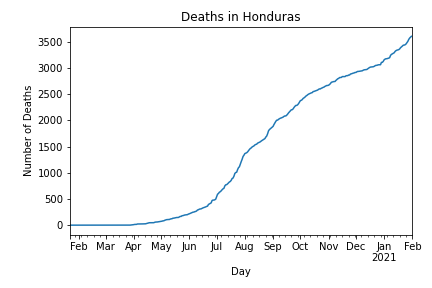 Deaths in Honduras
Number of Deaths
3500
3000
2500
2000
1500
1000
500
0
Feb Mar Apr May Jun Jul Aug Sep Oct Nov Dec Jan Feb
2021
Day